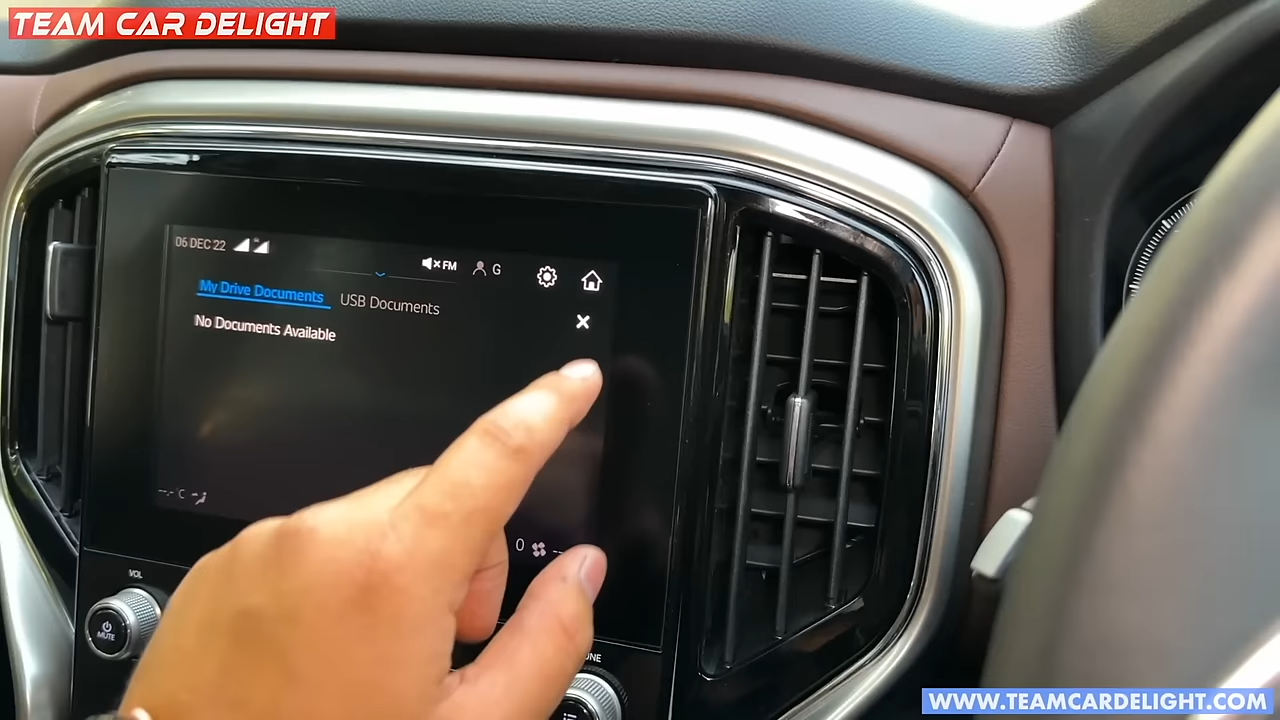 TEAM CAR DELIGHT
06 DEC 22
FM
G
My Drive Documents
USB Documents
No Documents Available
°C
0
VOL
MUTE
WWW.TEAMCARDELIGHT.COM